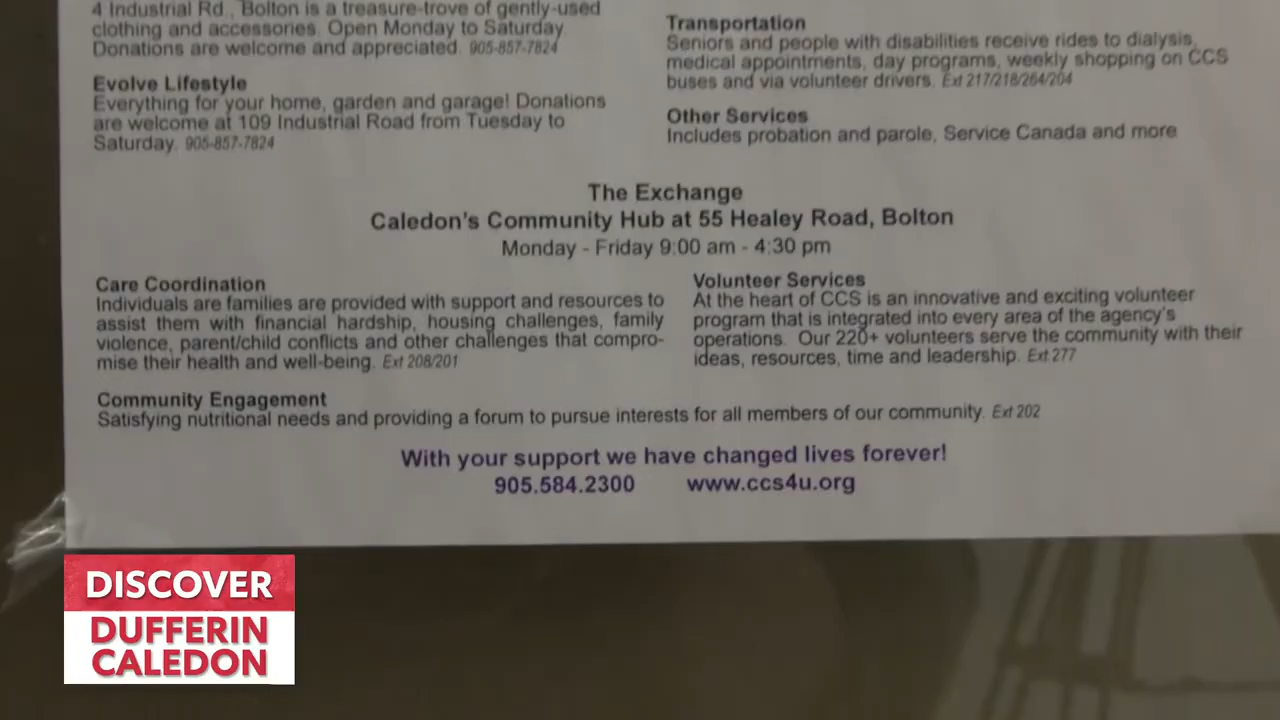 4 Industrial Rd., Bolton is a treasure-trove of gently-used
clothing and accessories. Open Monday to Saturday.
Donations are welcome and appreciated. 905-857-7824
Evolve Lifestyle
Everything for your home, garden and garage! Donations
are welcome at 109 Industrial Road from Tuesday to
Saturday. 905-857-7824
Transportation
Seniors and people with disabilities receive rides to dialysis,
medical appointments, day programs, weekly shopping on CCS
buses and via volunteer drivers. Ext 217/218/264/204
Other Services
Includes probation and parole, Service Canada and more
The Exchange
Caledon's Community Hub at 55 Healey Road, Bolton
Monday - Friday 9:00 am - 4:30 pm
Care Coordination
Individuals are families are provided with support and resources to
assist them with financial hardship, housing challenges, family
violence, parent/child conflicts and other challenges that compro-
mise their health and well-being. Ext 208/201
Volunteer Services
At the heart of CCS is an innovative and exciting volunteer
program that is integrated into every area of the agency's
operations. Our 220+ volunteers serve the community with their
ideas, resources, time and leadership. Ext 277
Community Engagement
Satisfying nutritional needs and providing a forum to pursue interests for all members of our community. Ext 202
With your support we have changed lives forever!
905.584.2300 www.ccs4u.org
DISCOVER
DUFFERIN
CALEDON